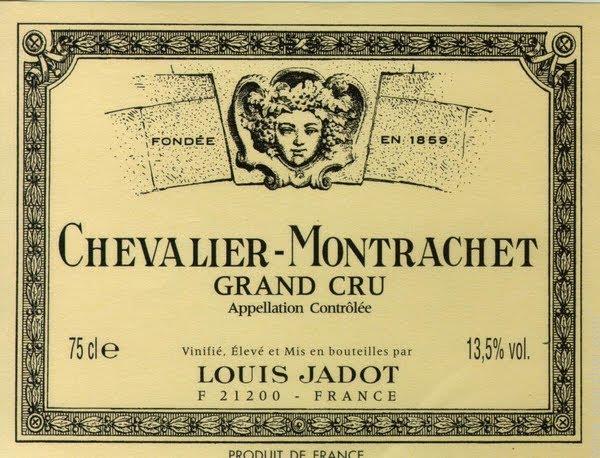 FONDÉE EN 1859
CHEVALIER-MONTRACHET
GRAND CRU
Appellation Contrôlée
75 cl e Vinifié, Élevé et Mis en bouteilles par 13,5% vol.
LOUIS JADOT
F 21200 - FRANCE
PRODUIT DE FRANCE